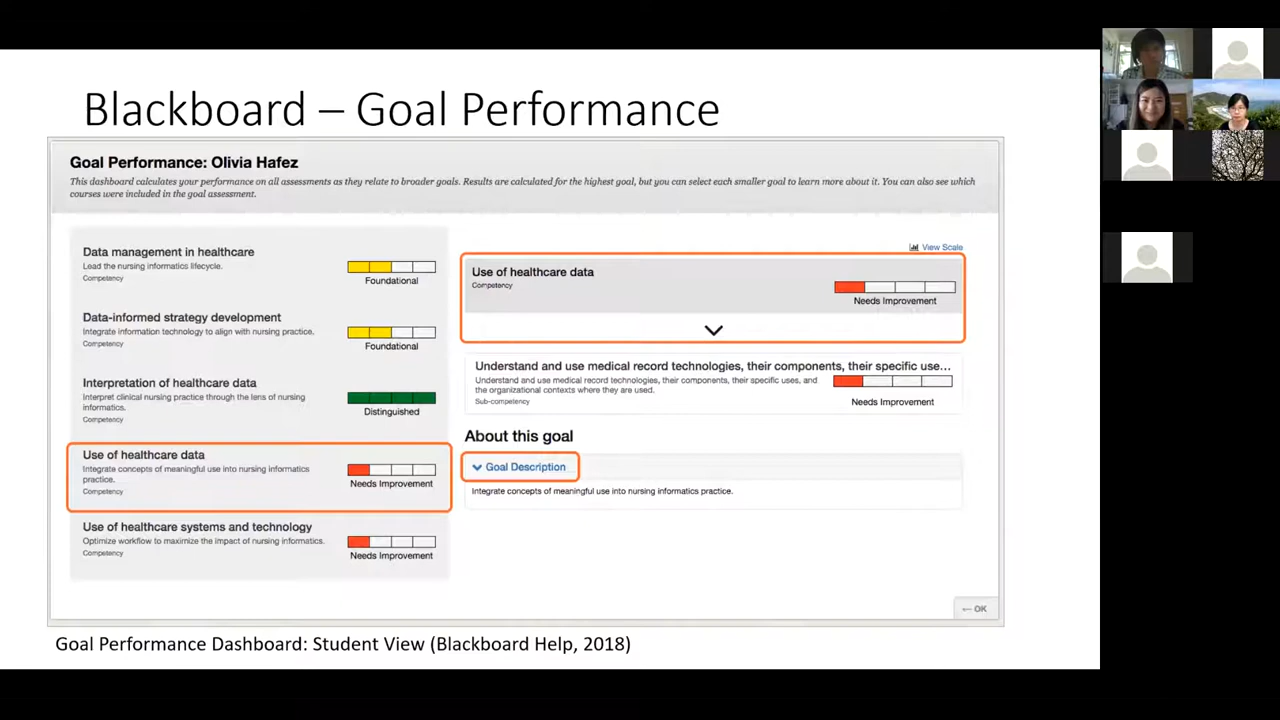 Blackboard – Goal Performance
Goal Performance: Olivia Hafez
This dashboard calculates your performance on all assessments as they relate to broader goals. Results are calculated for the highest goal, but you can select each smaller goal to learn more about it. You can also see which
courses were included in the goal assessment.
Data management in healthcare
Lead the nursing informatics lifecycle.
Competency
Foundational
Data-informed strategy development
Integrate information technology to align with nursing practice.
Competency
Foundational
Interpretation of healthcare data
Interpret clinical nursing practice through the lens of nursing
informatics.
Competency
Distinguished
Use of healthcare data
Integrate concepts of meaningful use into nursing informatics
practice.
Competency
Needs Improvement
Use of healthcare systems and technology
Optimize workflow to maximize the impact of nursing informatics.
Competency
Needs Improvement
View Scale
Use of healthcare data
Competency
Needs Improvement
Understand and use medical record technologies, their components, their specific use...
Understand and use medical record technologies, their components, their specific uses, and
the organizational contexts where they are used.
Sub-competency
Needs Improvement
About this goal
Goal Description
Integrate concepts of meaningful use into nursing informatics practice.
← OK
Goal Performance Dashboard: Student View (Blackboard Help, 2018)